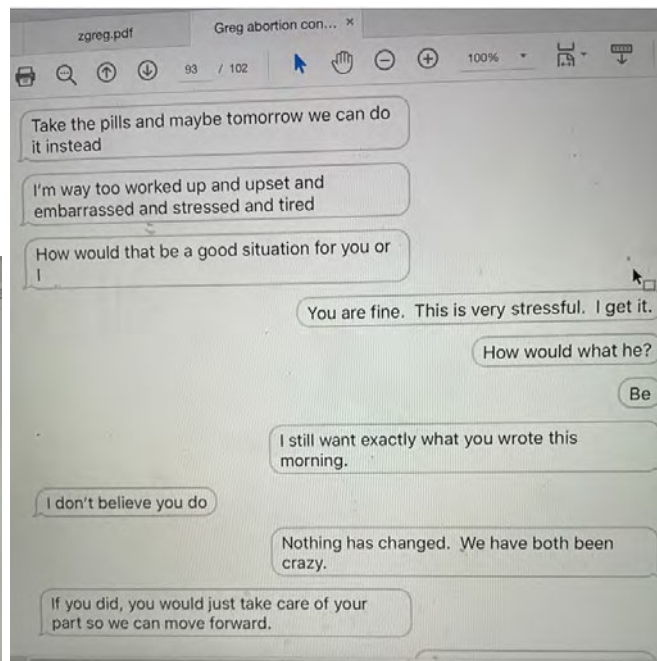 zgreg.pdf
Greg abortion con... ×
93 / 102
100%
Take the pills and maybe tomorrow we can do
it instead
I'm way too worked up and upset and
embarrassed and stressed and tired
How would that be a good situation for you or
I
You are fine. This is very stressful. I get it.
How would what he?
Be
I still want exactly what you wrote this
morning.
I don't believe you do
Nothing has changed. We have both been
crazy.
If you did, you would just take care of your
part so we can move forward.